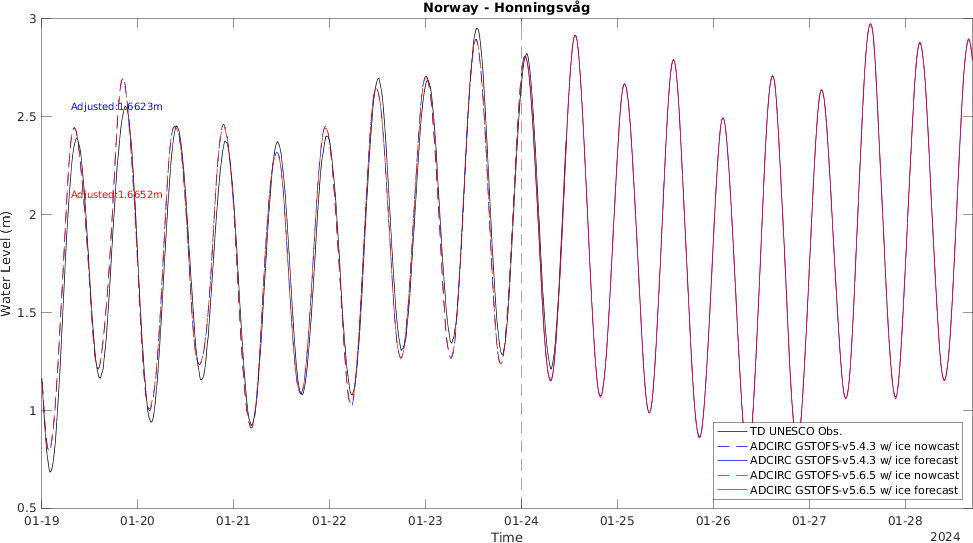 Norway - Honningsvåg
3
2.5
2
1.5
1
0.5
Water Level (m)
Adjusted:1.6623m
Adjusted:1.6652m
TD UNESCO Obs.
ADCIRC GSTOFS-v5.4.3 w/ ice nowcast
ADCIRC GSTOFS-v5.4.3 w/ ice forecast
ADCIRC GSTOFS-v5.6.5 w/ ice nowcast
ADCIRC GSTOFS-v5.6.5 w/ ice forecast
01-19 01-20 01-21 01-22 01-23 01-24 01-25 01-26 01-27 01-28
Time
2024